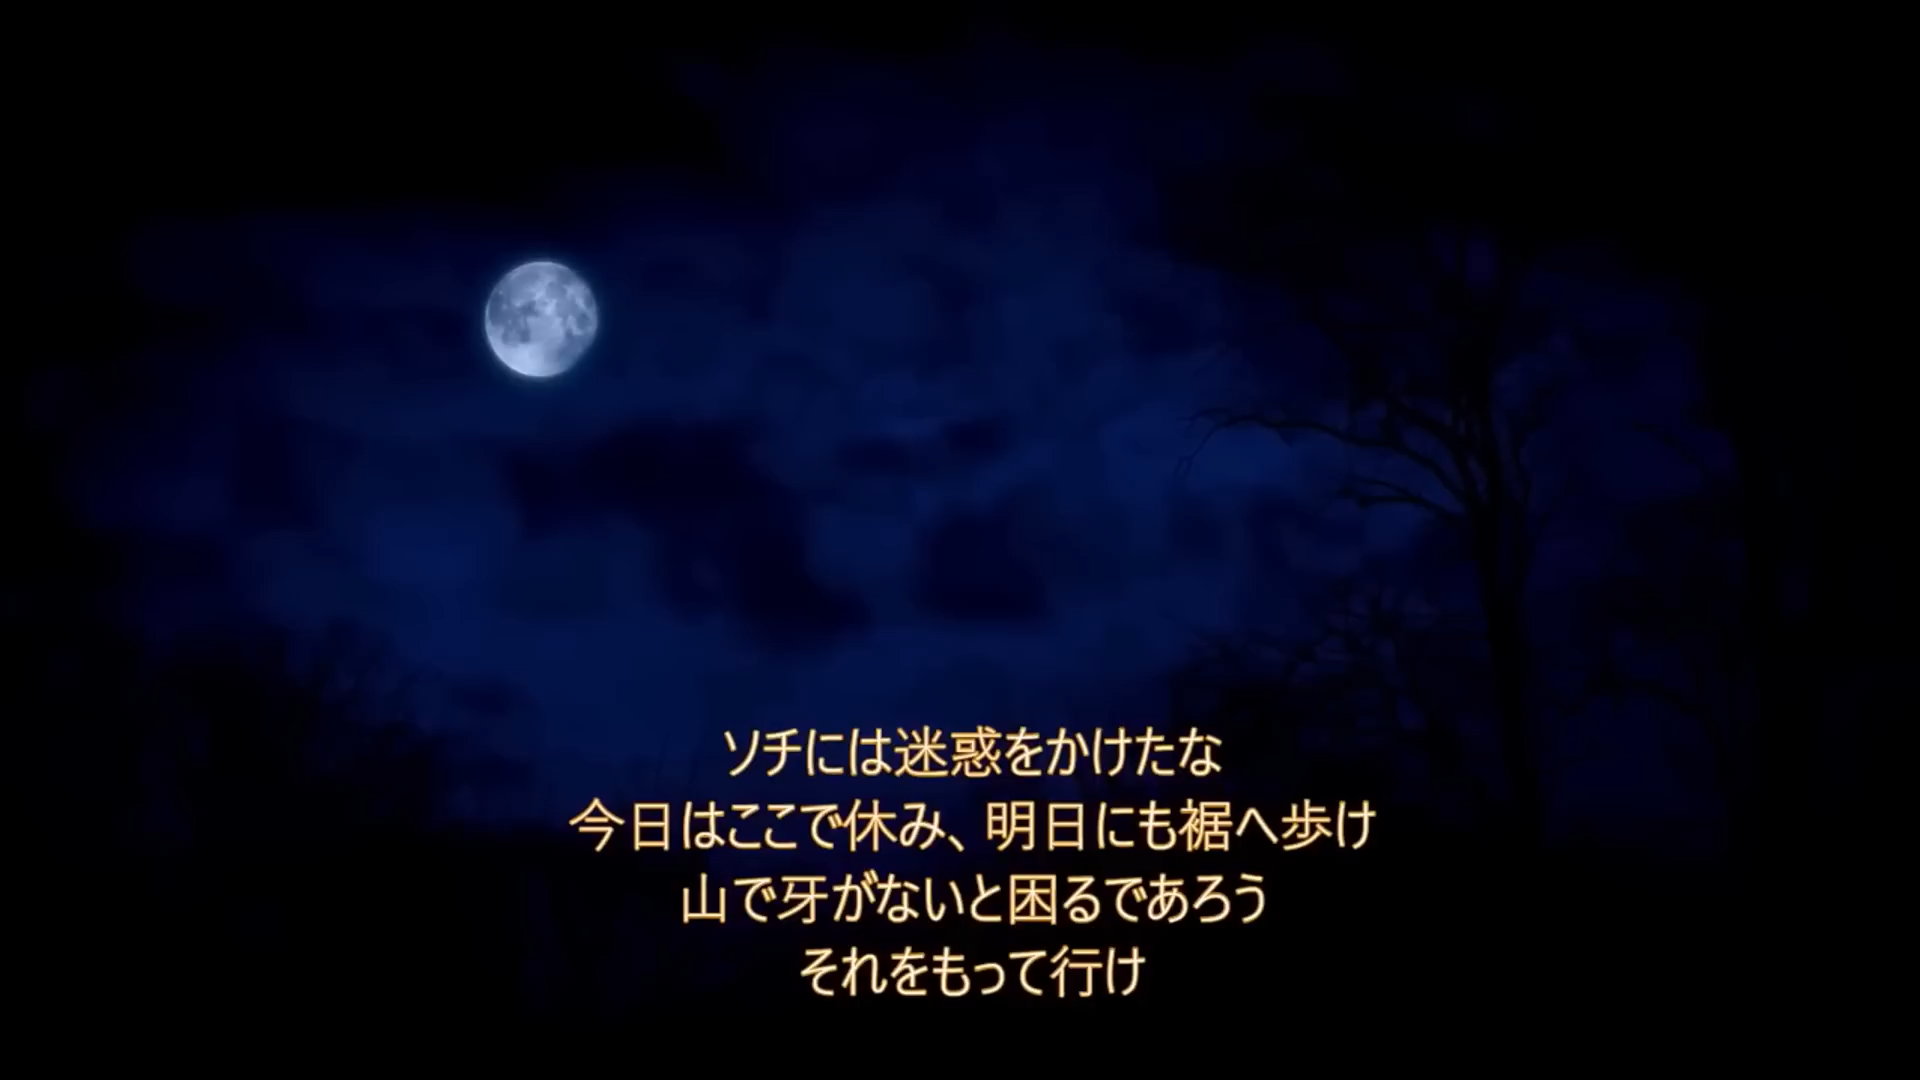 ソチには迷惑をかけたな
今日はここで休み、明日にも裾へ歩け
山で牙がないと困るであろう
それをもって行け